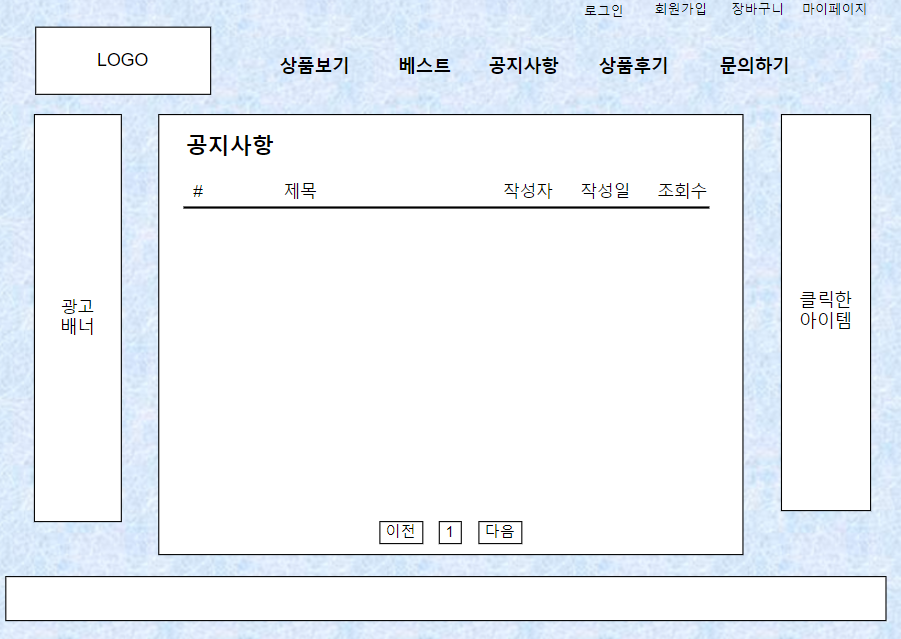 로그인 회원가입 장바구니 마이페이지
LOGO
상품보기 베스트 공지사항 상품후기 문의하기
공지사항
# 제목 작성자 작성일 조회수
광고
배너
클릭한
아이템
이전 1 다음